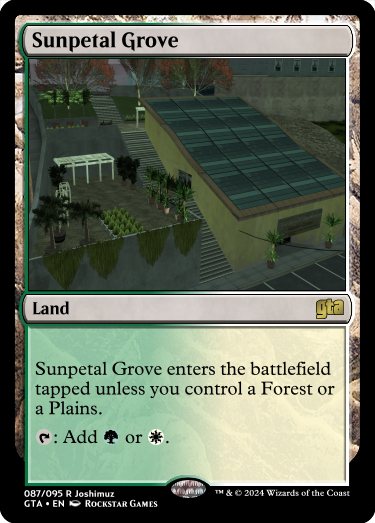 Sunpetal Grove
Land
gta
Sunpetal Grove enters the battlefield
tapped unless you control a Forest or
a Plains.
: Add or .
087/095 R Joshimuz
GTA • EN Rockstar Games
™ & © 2024 Wizards of the Coast